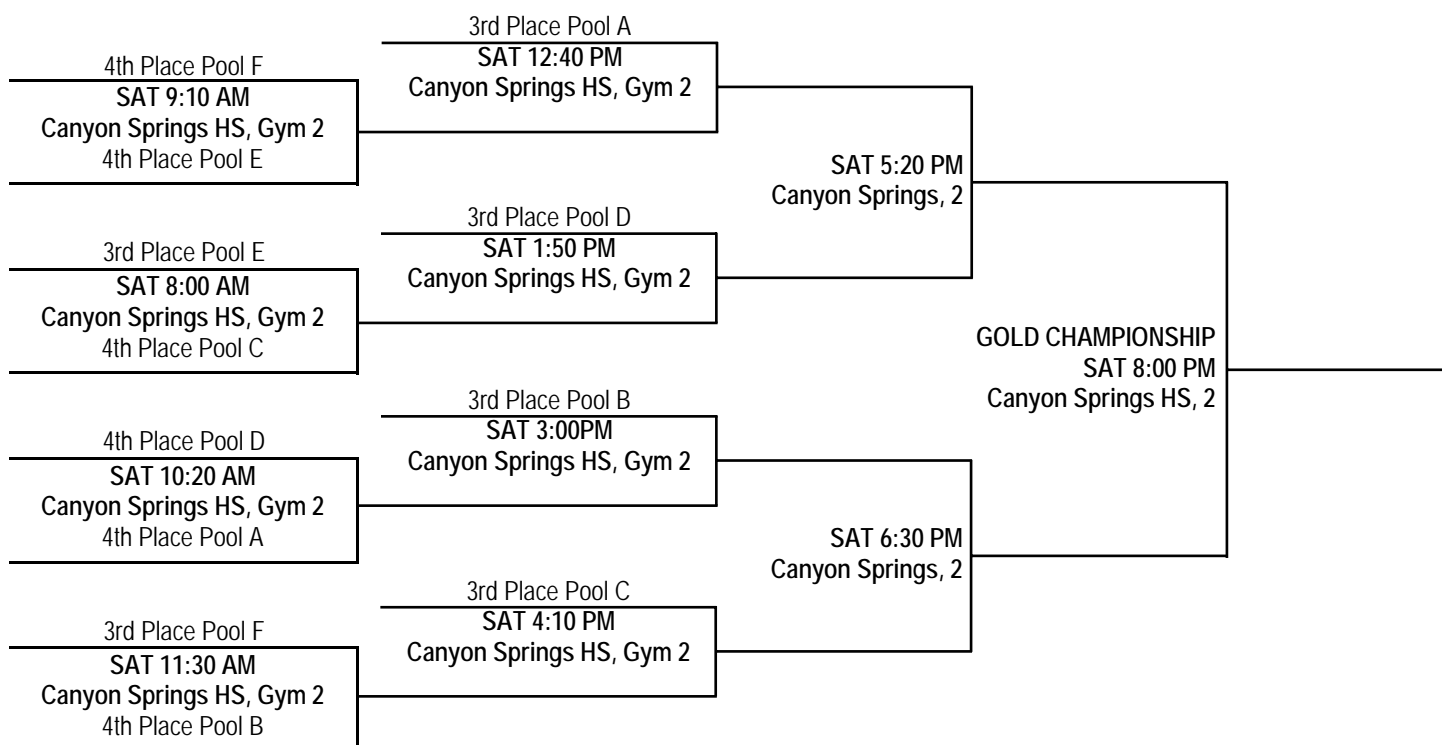 3rd Place Pool A
SAT 12:40 PM
Canyon Springs HS, Gym 2
4th Place Pool F
SAT 9:10 AM
Canyon Springs HS, Gym 2
4th Place Pool E
SAT 5:20 PM
Canyon Springs, 2
3rd Place Pool D
SAT 1:50 PM
Canyon Springs HS, Gym 2
3rd Place Pool E
SAT 8:00 AM
Canyon Springs HS, Gym 2
4th Place Pool C
GOLD CHAMPIONSHIP
SAT 8:00 PM
Canyon Springs HS, 2
3rd Place Pool B
SAT 3:00PM
Canyon Springs HS, Gym 2
4th Place Pool D
SAT 10:20 AM
Canyon Springs HS, Gym 2
4th Place Pool A
SAT 6:30 PM
Canyon Springs, 2
3rd Place Pool C
SAT 4:10 PM
Canyon Springs HS, Gym 2
3rd Place Pool F
SAT 11:30 AM
Canyon Springs HS, Gym 2
4th Place Pool B